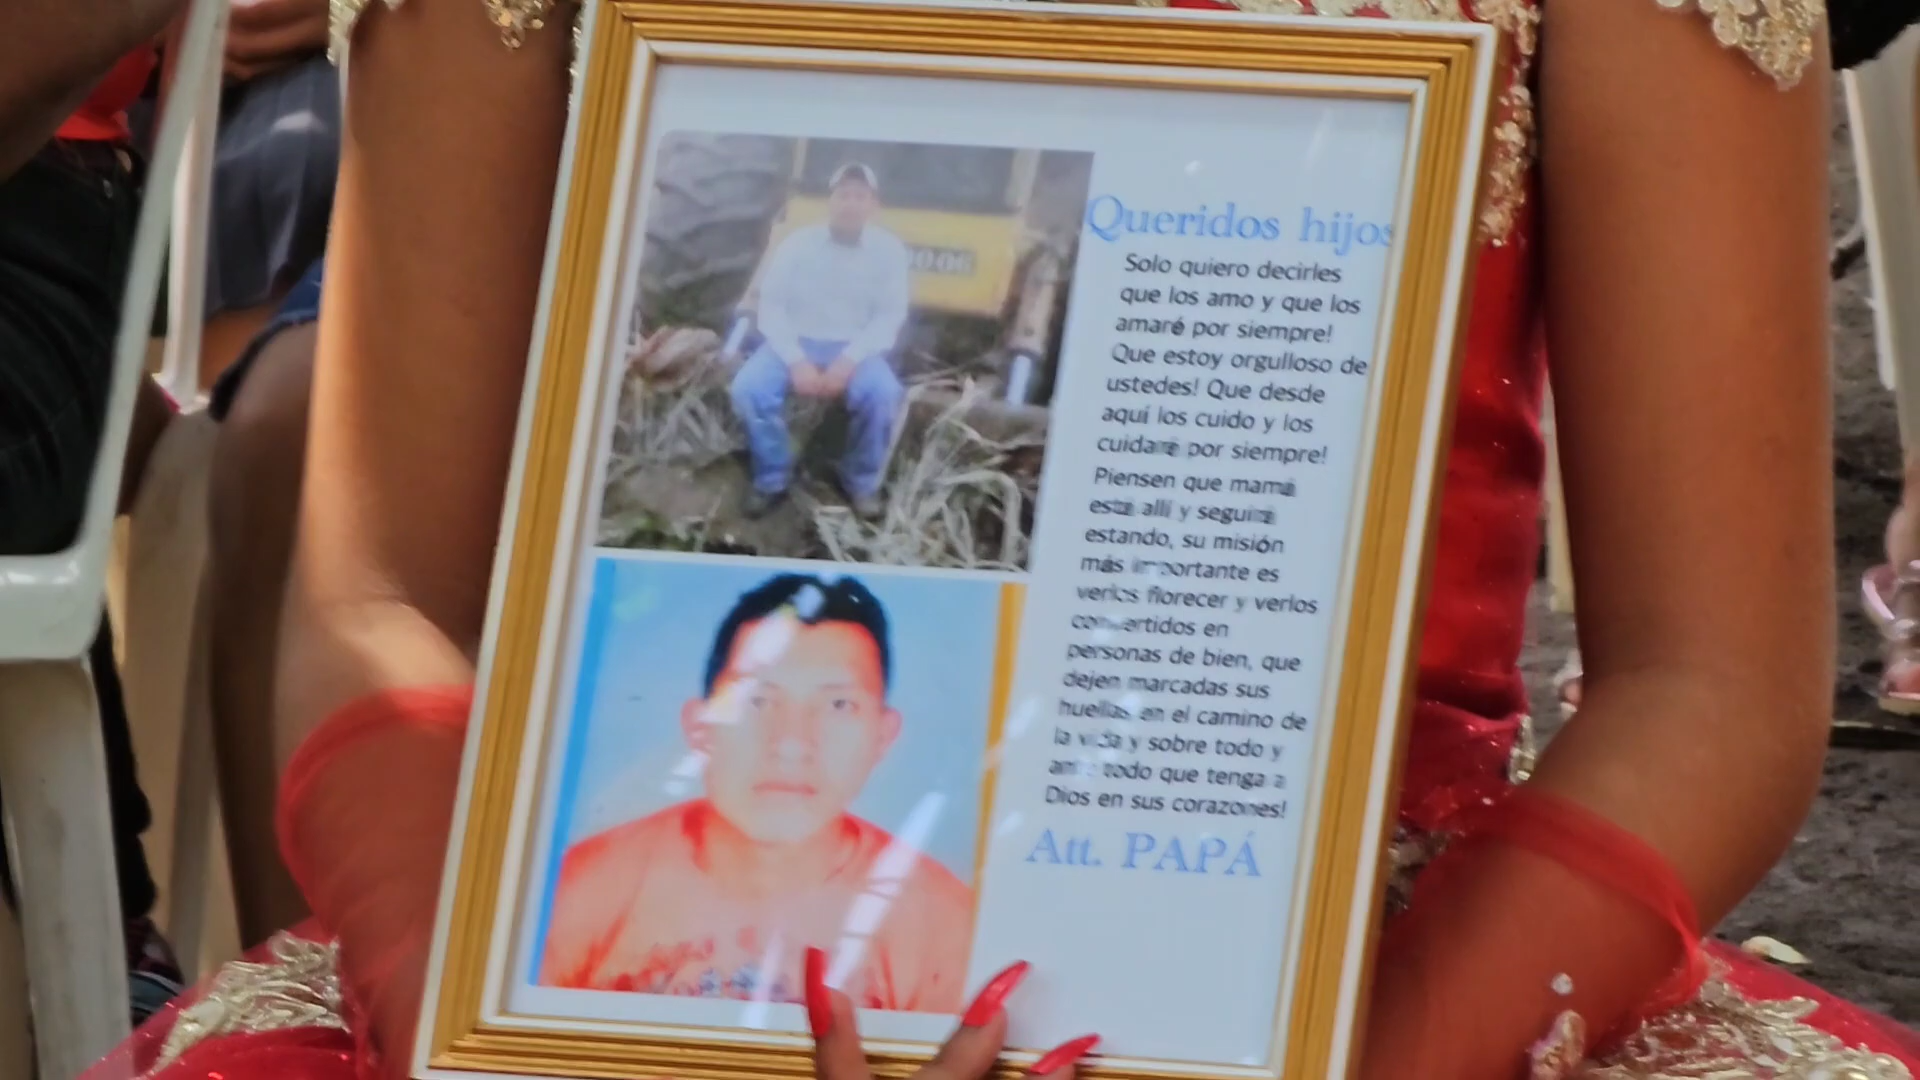 0006
Queridos hijos
Solo quiero decirles
que los amo y que los
amaré por siempre!
Que estoy orgulloso de
ustedes! Que desde
aquí los cuido y los
cuidaré por siempre!
Piensen que mamá
está allí y seguirá
estando, su misión
más importante es
verlos florecer y verlos
convertidos en
personas de bien, que
dejen marcadas sus
huellas en el camino de
la vida y sobre todo y
ante todo que tenga a
Dios en sus corazones!
Att. PAPÁ